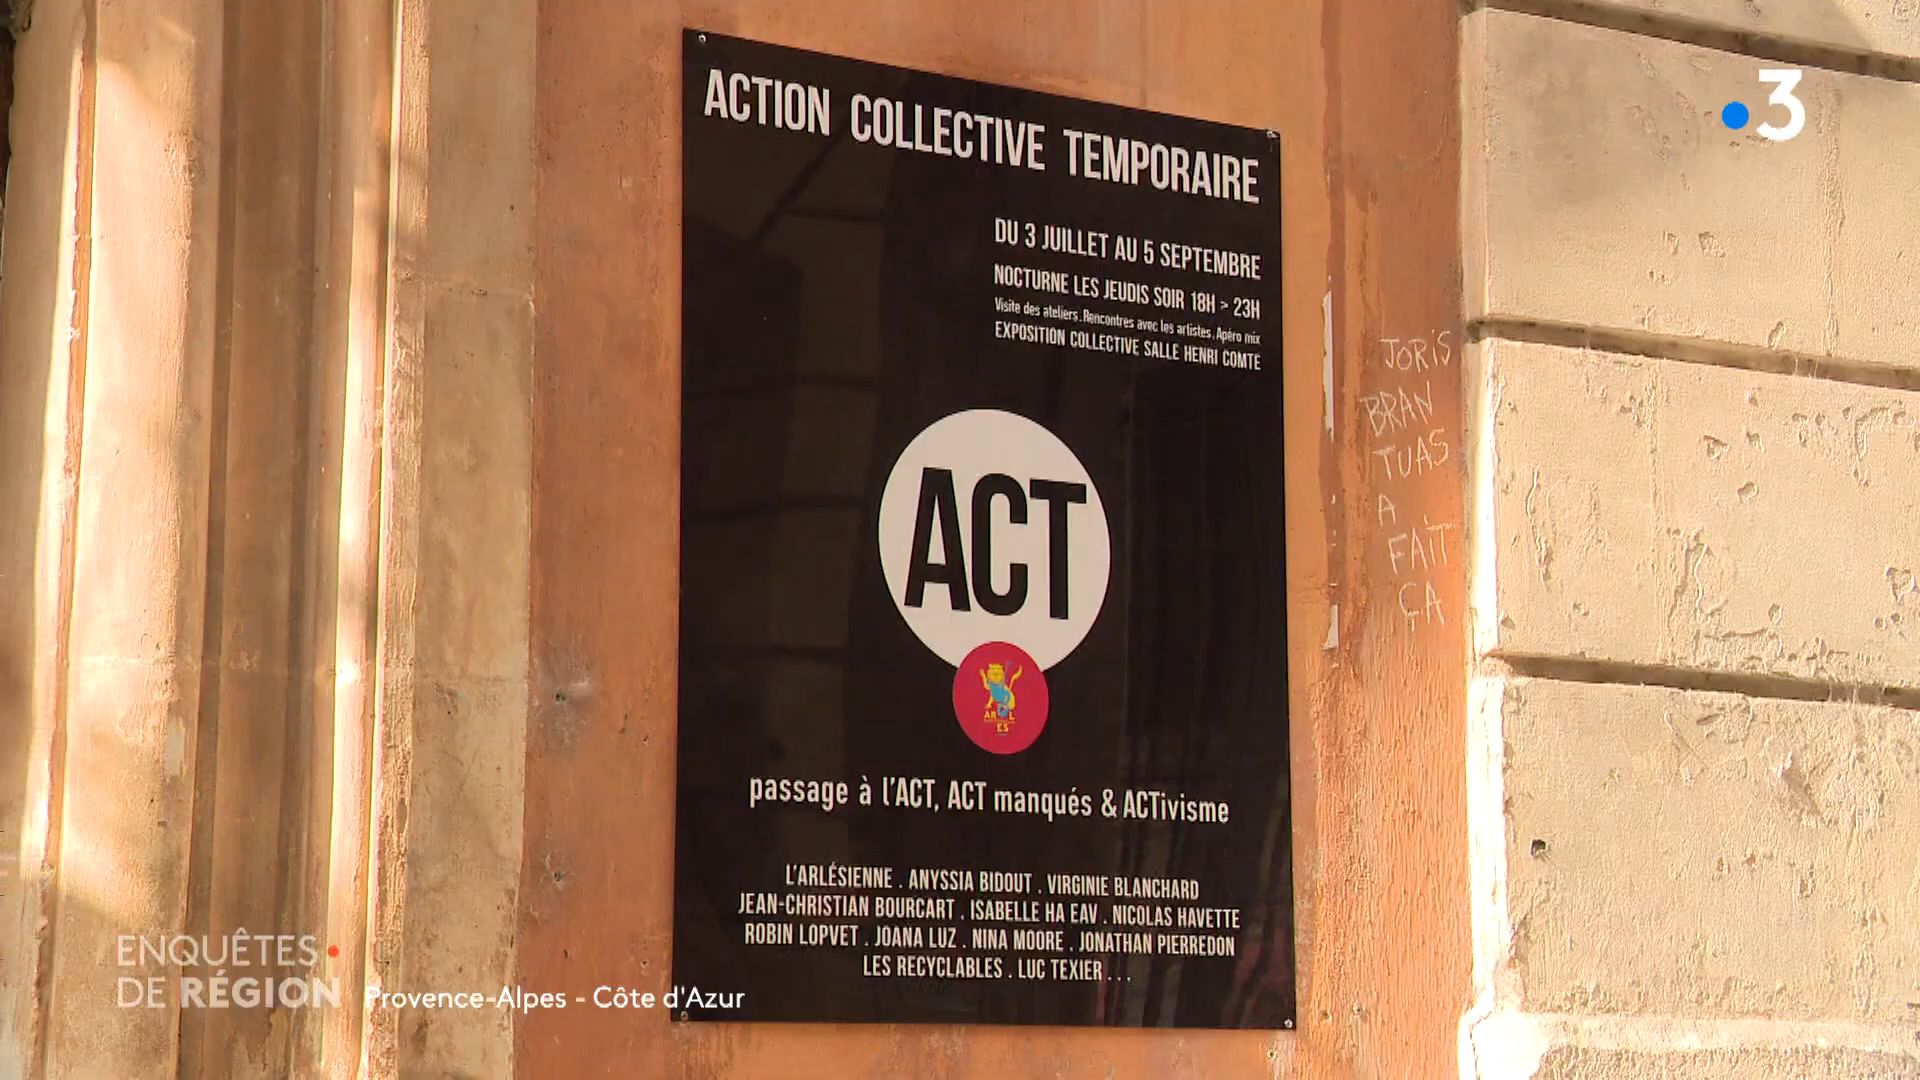 ACTION COLLECTIVE TEMPORAIRE
DU 3 JUILLET AU 5 SEPTEMBRE
NOCTURNE LES JEUDIS SOIR 18H > 23H
Visite des ateliers. Rencontres avec les artistes. Apéro mix
EXPOSITION COLLECTIVE SALLE HENRI COMTE
ACT
AR L
ES
passage à l'ACT, ACT manqués & ACTivisme
L'ARLÉSIENNE . ANYSSIA BIDOUT . VIRGINIE BLANCHARD
JEAN-CHRISTIAN BOURCART . ISABELLE HA EAV . NICOLAS HAVETTE
ROBIN LOPVET . JOANA LUZ . NINA MOORE . JONATHAN PIERREDON
LES RECYCLABLES . LUC TEXIER . . .
JORIS
BRAN
TUAS
A
FAIT
ÇA
3
ENQUÊTES
DE RÉGION Provence-Alpes - Côte d'Azur